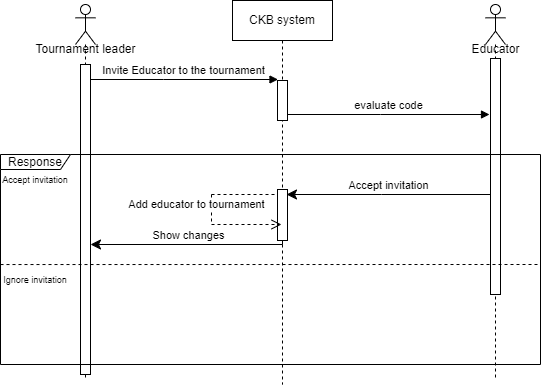 CKB system
Tournament leader
Educator
Invite Educator to the tournament
evaluate code
Response
Accept invitation
Accept invitation
Add educator to tournament
Show changes
Ignore invitation